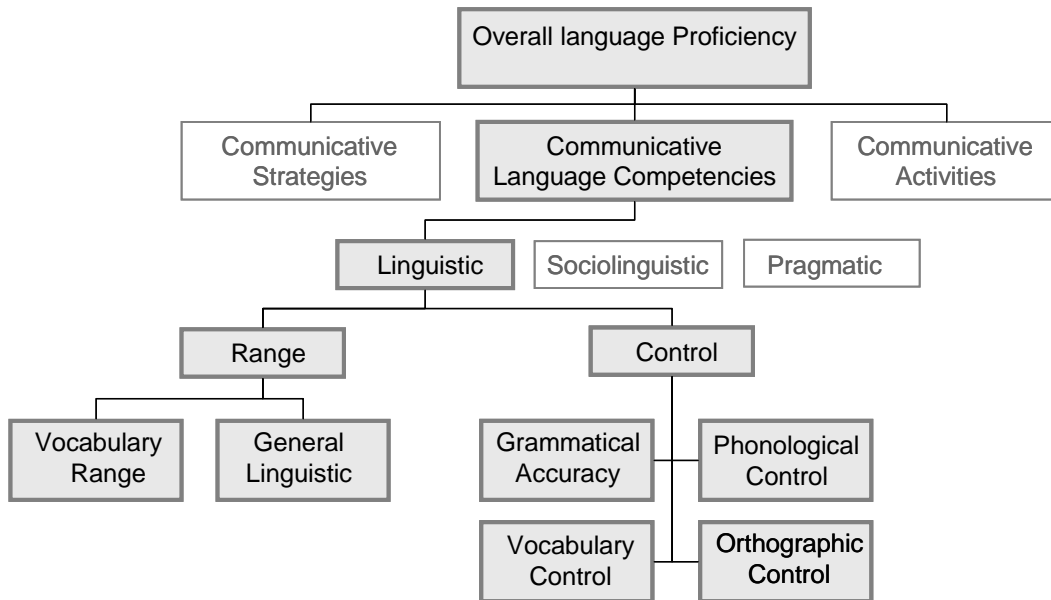 Overall language Proficiency
Communicative
Strategies
Communicative
Language Competencies
Communicative
Activities
Linguistic
Sociolinguistic
Pragmatic
Range
Control
Vocabulary
Range
General
Linguistic
Grammatical
Accuracy
Phonological
Control
Vocabulary
Control
Orthographic
Control